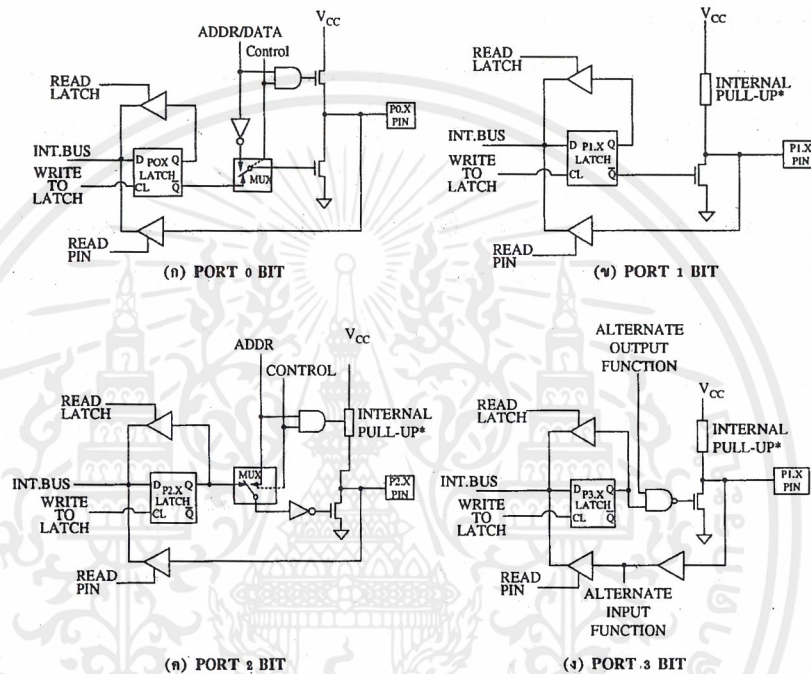 ADDR/DATA
Control
VCC
READ
LATCH
INT.BUS
WRITE
TO
LATCH
D POX Q
LATCH
CL Q
MUX
P0.X
PIN
READ
PIN
(ก) PORT 0 BIT
VCC
READ
LATCH
INTERNAL
PULL-UP*
INT.BUS
WRITE
TO
LATCH
D P1.X Q
LATCH
CL Q
P1.X
PIN
READ
PIN
(ข) PORT 1 BIT
ADDR
CONTROL
VCC
READ
LATCH
INTERNAL
PULL-UP*
INT.BUS
WRITE
TO
LATCH
D P2.X Q
LATCH
CL Q
MUX
P2.X
PIN
READ
PIN
(ค) PORT 2 BIT
ALTERNATE
OUTPUT
FUNCTION
VCC
READ
LATCH
INTERNAL
PULL-UP*
INT.BUS
WRITE
TO
LATCH
D P3.X Q
LATCH
CL Q
P1.X
PIN
READ
PIN
ALTERNATE
INPUT
FUNCTION
(ง) PORT 3 BIT